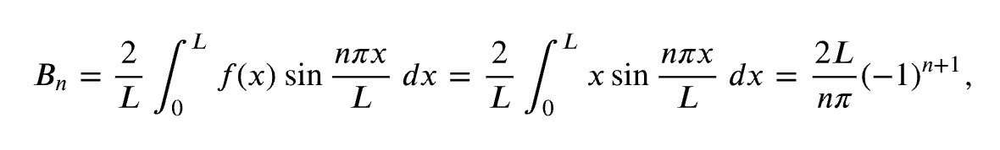 $B_n = \frac{2}{L} \int_0^L f(x) \sin \frac{n\pi x}{L} \, dx = \frac{2}{L} \int_0^L x \sin \frac{n\pi x}{L} \, dx = \frac{2L}{n\pi} (-1)^{n+1},$